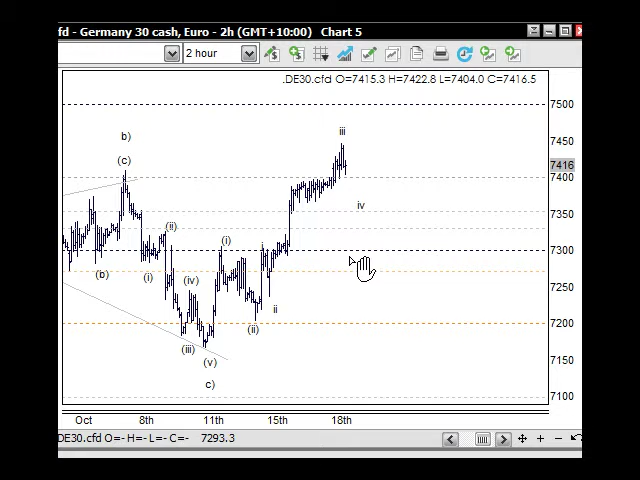 fd - Germany 30 cash, Euro - 2h (GMT+10:00) Chart 5
2 hour
.DE30.cfd O=7415.3 H=7422.8 L=7404.0 C=7416.5
7500
iii
b)
7450
(c)
7416
7400
iv
7350
(ii)
(i)
i
7300
(b)
(i)
(iv)
7250
ii
7200
(ii)
(iii)
7150
(v)
c)
7100
Oct 8th 11th 15th 18th
DE30.cfd O=- H=- L=- C=- 7293.3